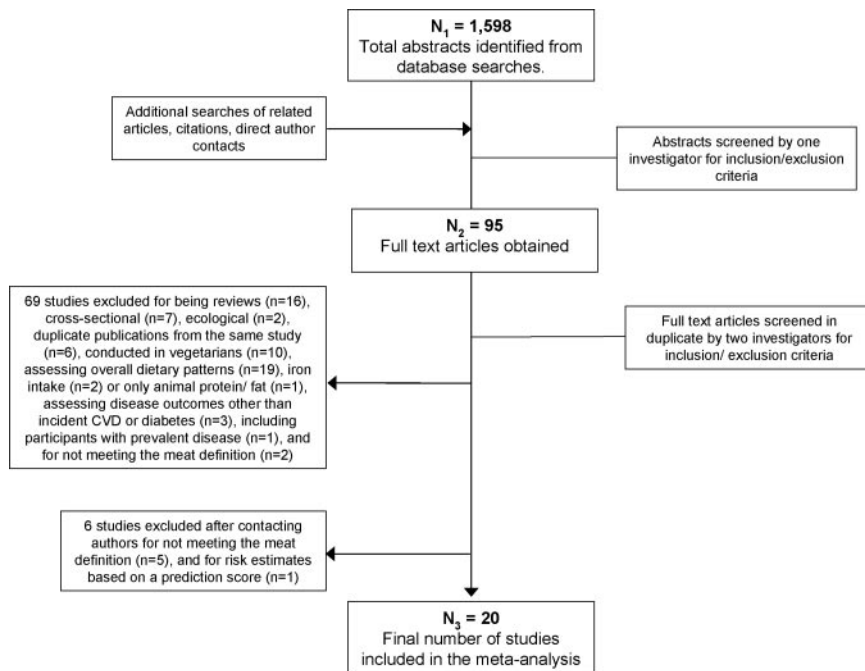 N1 = 1,598
Total abstracts identified from
database searches.
Additional searches of related
articles, citations, direct author
contacts
Abstracts screened by one
investigator for inclusion/exclusion
criteria
N2 = 95
Full text articles obtained
69 studies excluded for being reviews (n=16),
cross-sectional (n=7), ecological (n=2),
duplicate publications from the same study
(n=6), conducted in vegetarians (n=10),
assessing overall dietary patterns (n=19), iron
intake (n=2) or only animal protein/ fat (n=1),
assessing disease outcomes other than
incident CVD or diabetes (n=3), including
participants with prevalent disease (n=1), and
for not meeting the meat definition (n=2)
Full text articles screened in
duplicate by two investigators for
inclusion/ exclusion criteria
6 studies excluded after contacting
authors for not meeting the meat
definition (n=5), and for risk estimates
based on a prediction score (n=1)
N3 = 20
Final number of studies
included in the meta-analysis